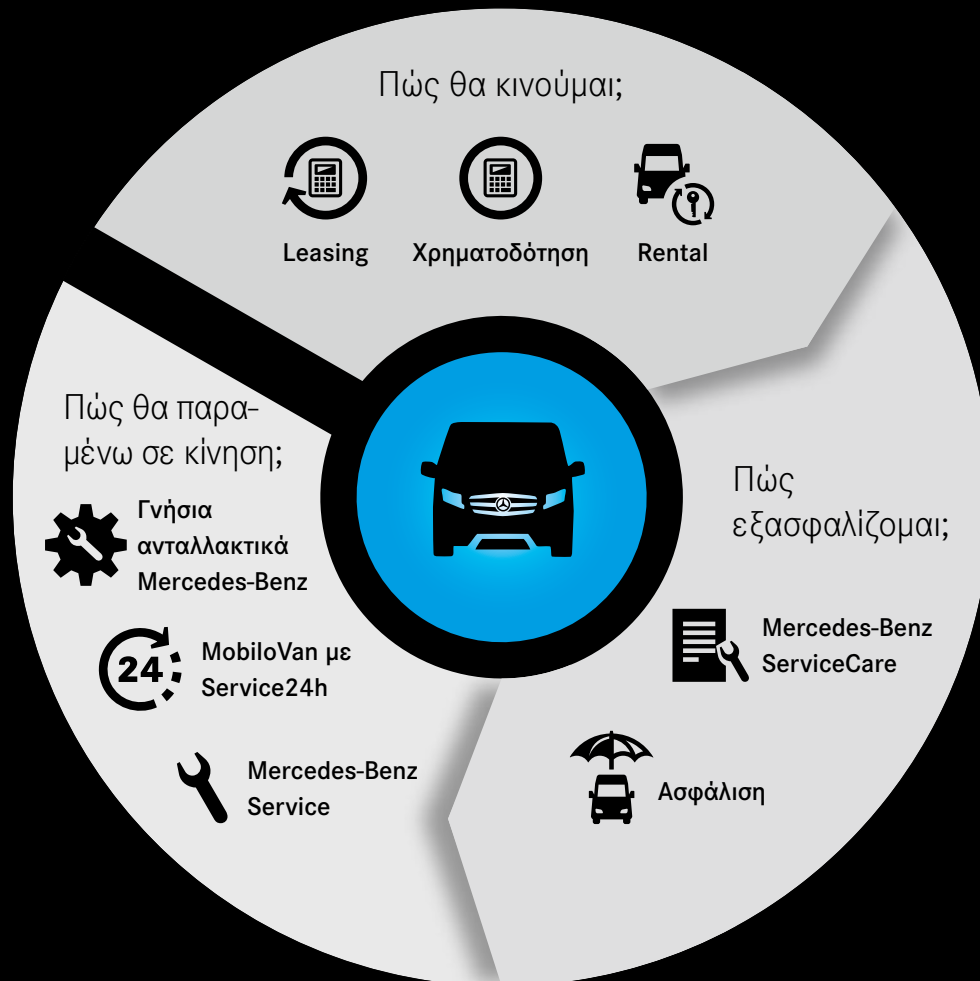 Πώς θα κινούμαι;
Leasing
Χρηματοδότηση
Rental
Πώς
εξασφαλίζομαι;
Mercedes-Benz
ServiceCare
Ασφάλιση
Πώς θα παρα-
μένω σε κίνηση;
Γνήσια
ανταλλακτικά
Mercedes-Benz
24
MobiloVan με
Service24h
Mercedes-Benz
Service